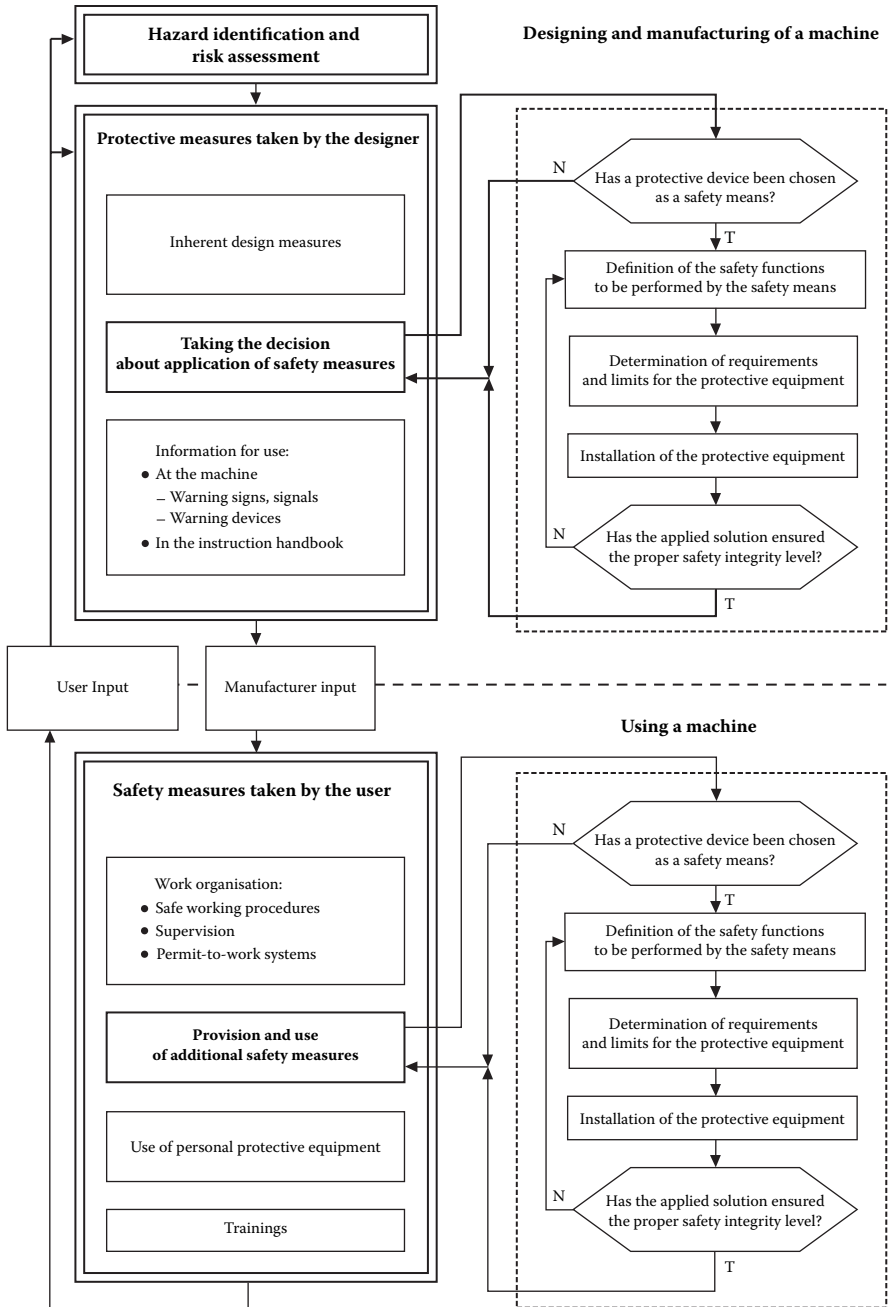 Hazard identification and
risk assessment
Designing and manufacturing of a machine
Protective measures taken by the designer
Inherent design measures
Taking the decision
about application of safety measures
Information for use:
● At the machine
– Warning signs, signals
– Warning devices
● In the instruction handbook
N
Has a protective device been chosen
as a safety means?
T
Definition of the safety functions
to be performed by the safety means
Determination of requirements
and limits for the protective equipment
Installation of the protective equipment
N
Has the applied solution ensured
the proper safety integrity level?
T
User Input
Manufacturer input
Using a machine
Safety measures taken by the user
Work organisation:
● Safe working procedures
● Supervision
● Permit-to-work systems
Provision and use
of additional safety measures
Use of personal protective equipment
Trainings
N
Has a protective device been chosen
as a safety means?
T
Definition of the safety functions
to be performed by the safety means
Determination of requirements
and limits for the protective equipment
Installation of the protective equipment
N
Has the applied solution ensured
the proper safety integrity level?
T